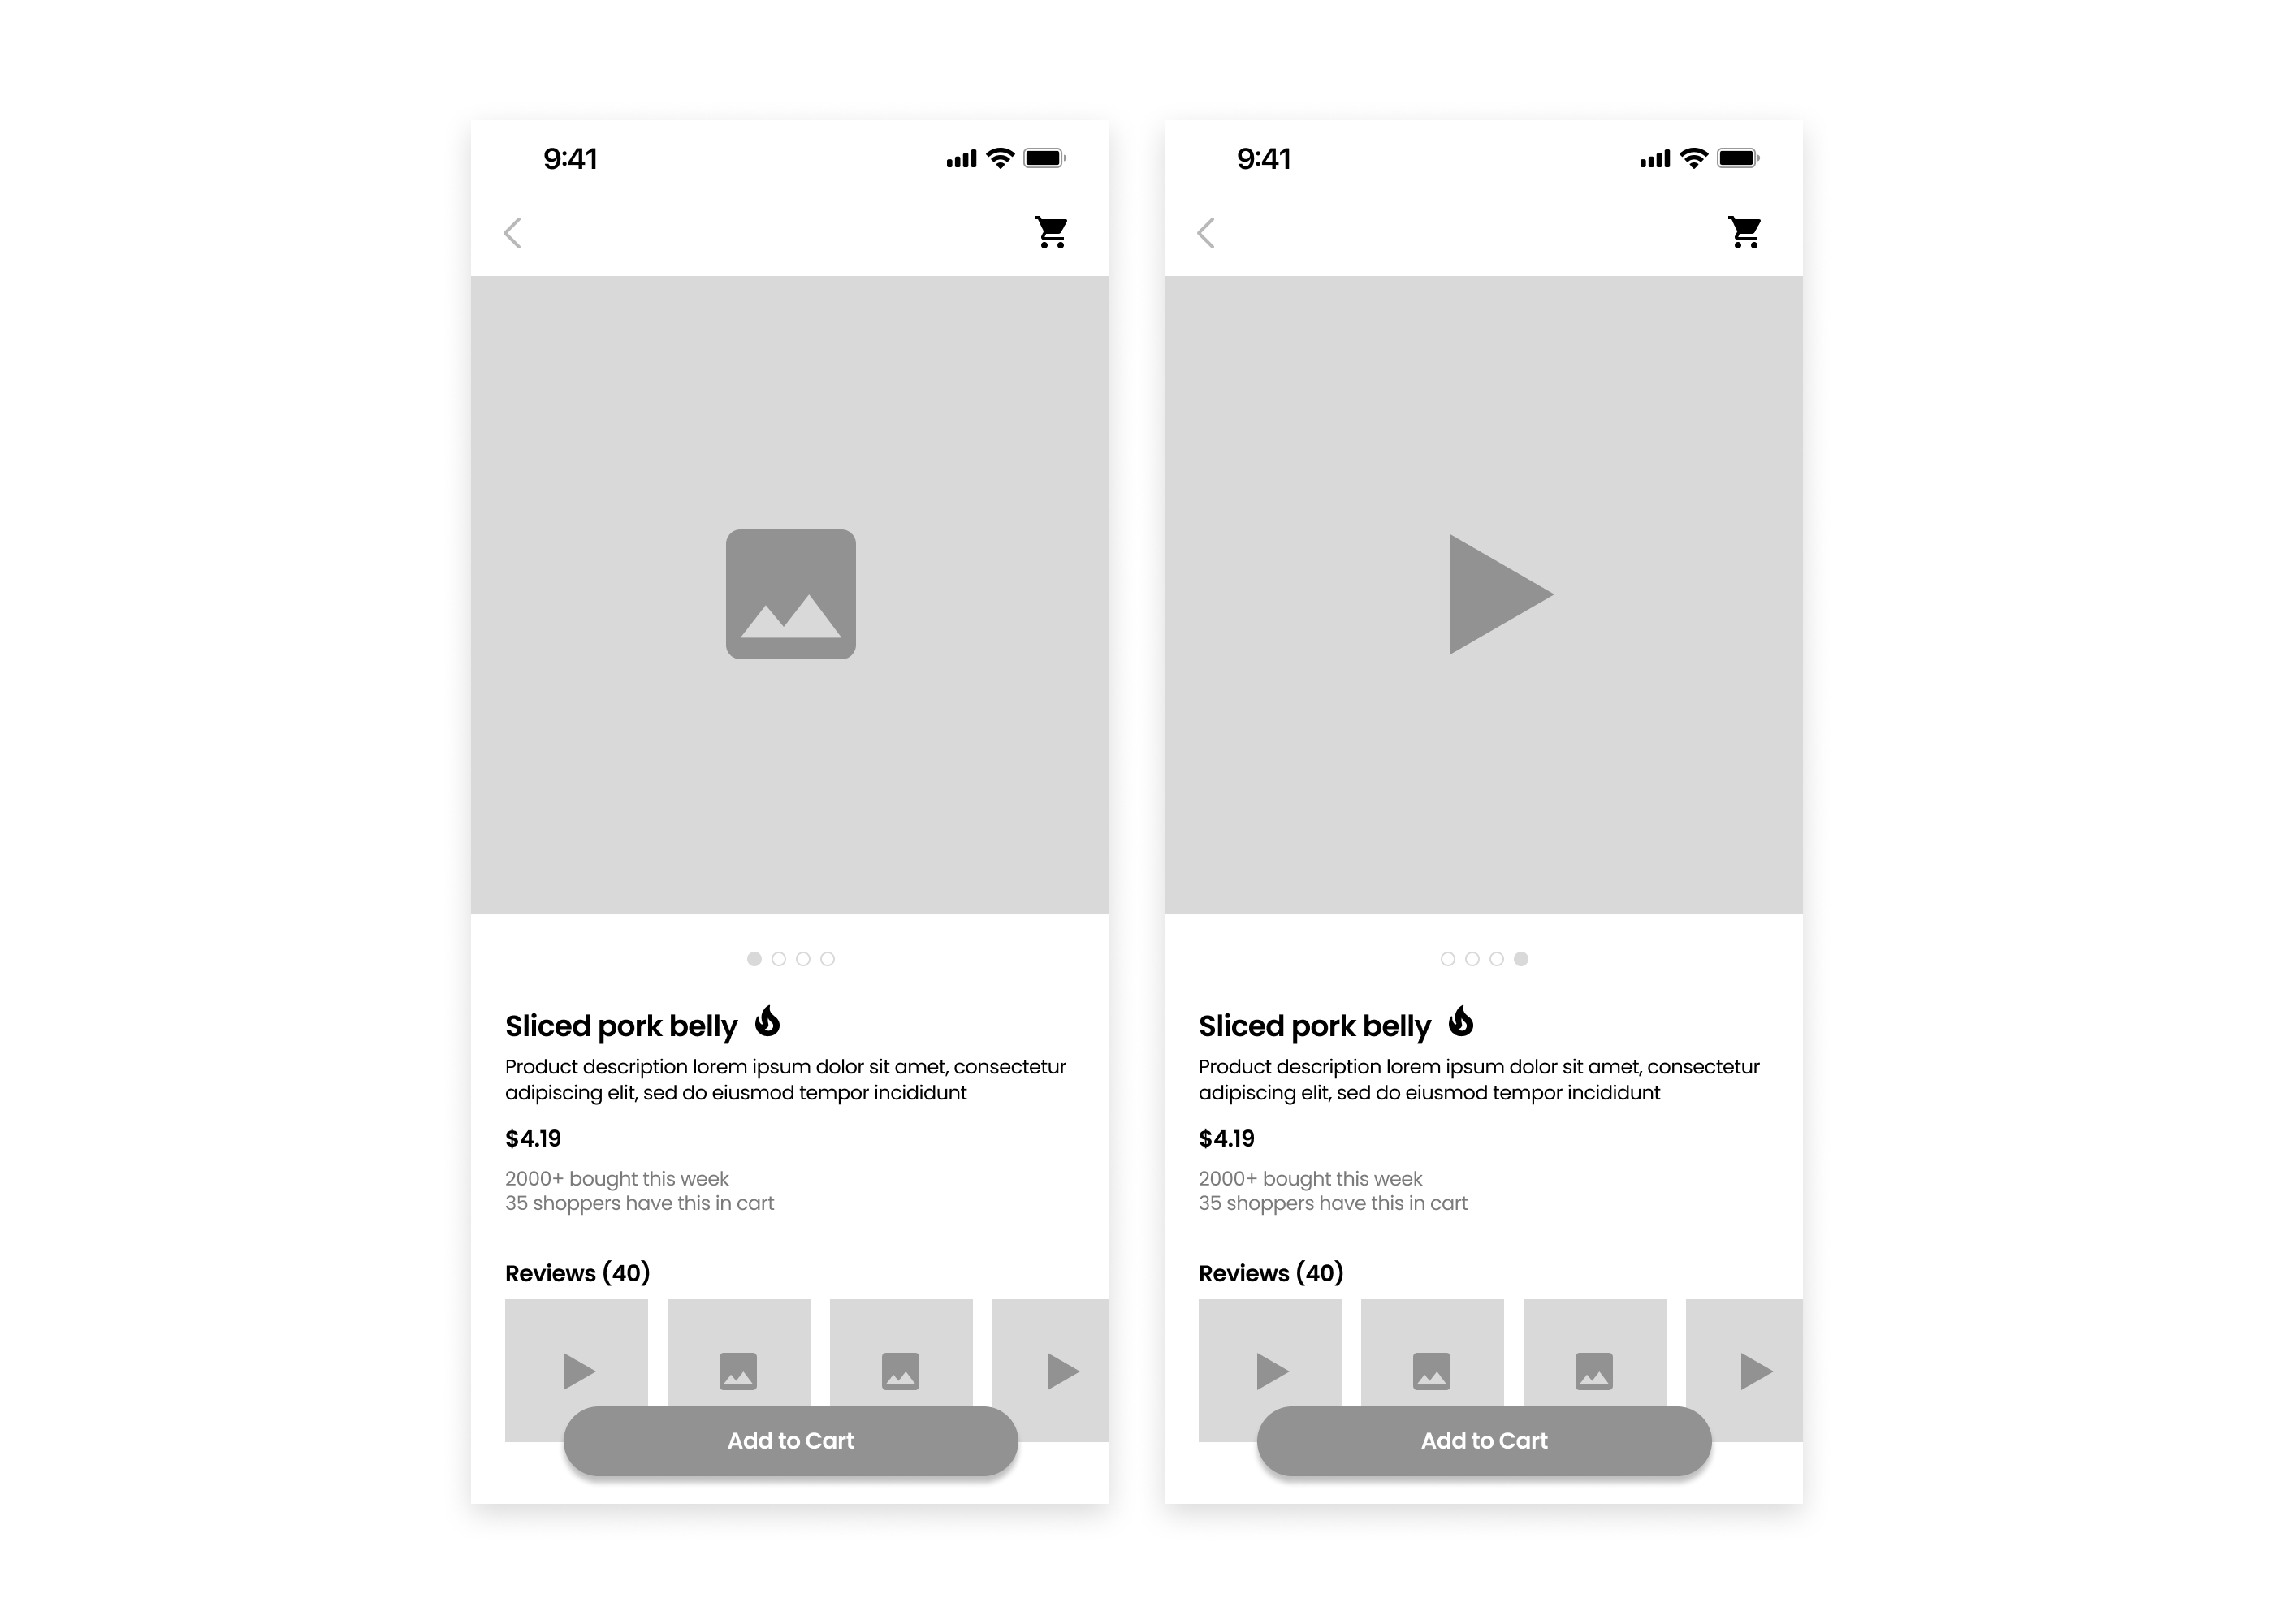 9:41
Sliced pork belly
Product description lorem ipsum dolor sit amet, consectetur
adipiscing elit, sed do eiusmod tempor incididunt
$4.19
2000+ bought this week
35 shoppers have this in cart
Reviews (40)
Add to Cart
9:41
Sliced pork belly
Product description lorem ipsum dolor sit amet, consectetur
adipiscing elit, sed do eiusmod tempor incididunt
$4.19
2000+ bought this week
35 shoppers have this in cart
Reviews (40)
Add to Cart